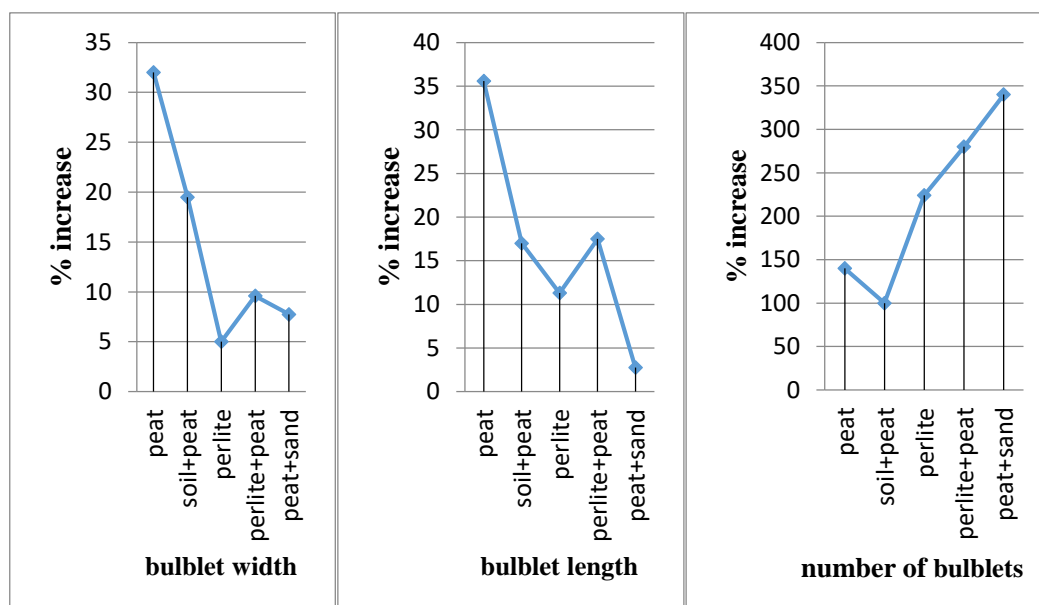 35
30
25
20
15
10
5
0
% increase
peat
soil+peat
perlite
perlite+peat
peat+sand
bulblet width
40
35
30
25
20
15
10
5
0
% increase
peat
soil+peat
perlite
perlite+peat
peat+sand
bulblet length
400
350
300
250
200
150
100
50
0
% increase
peat
soil+peat
perlite
perlite+peat
peat+sand
number of bulblets